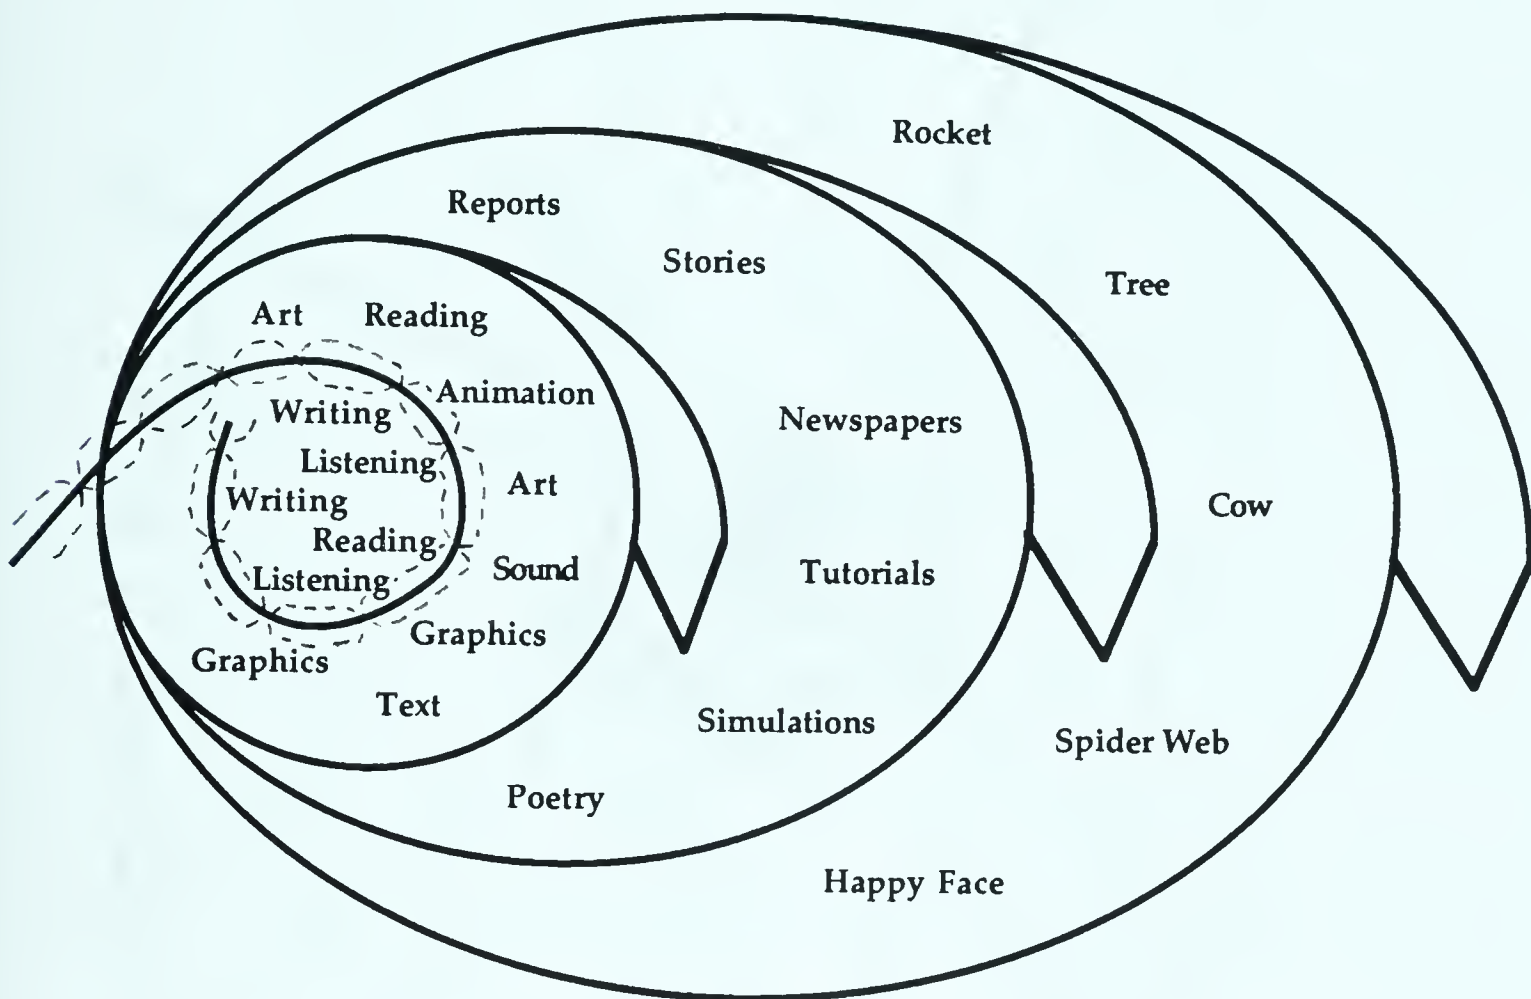 Rocket
Reports
Stories
Tree
Art
Reading
Animation
Writing
Newspapers
Listening
Art
Writing
Cow
Reading
Sound
Tutorials
Listening
Graphics
Graphics
Text
Simulations
Spider Web
Poetry
Happy Face